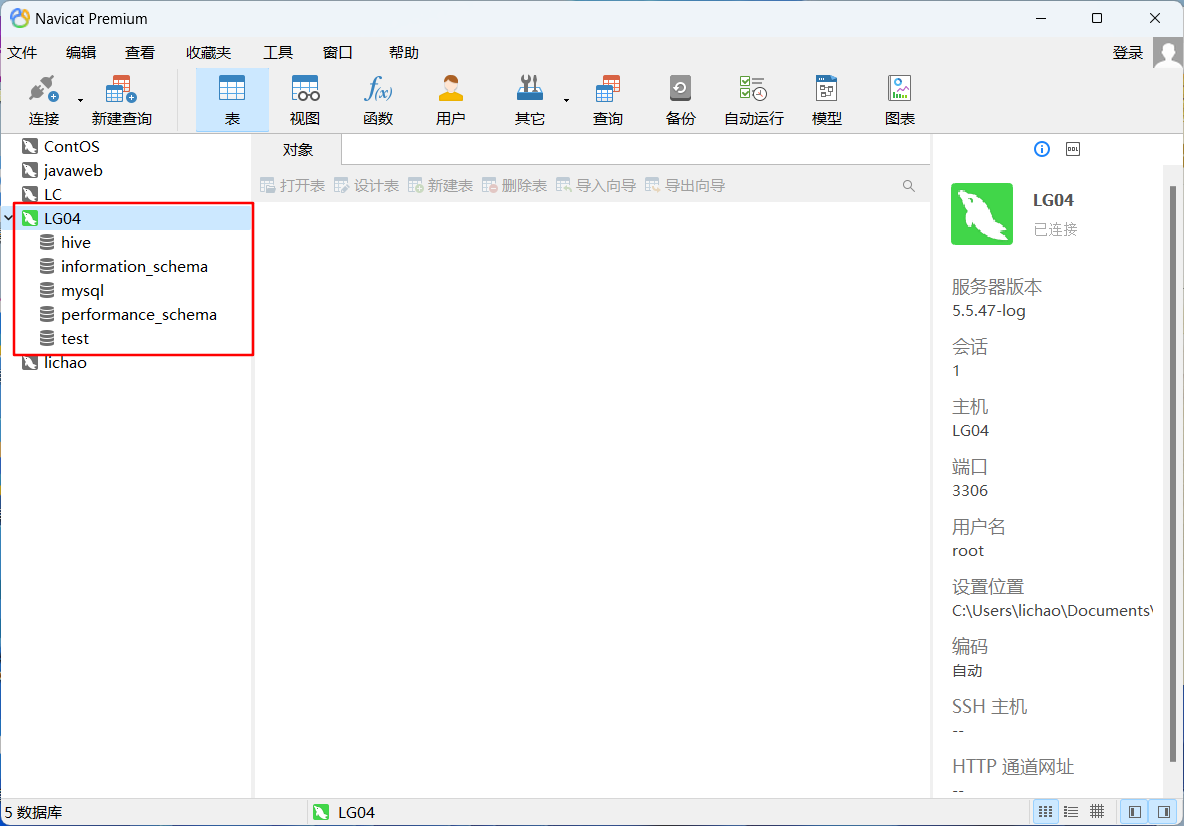 Navicat Premium
文件 编辑 查看 收藏夹 工具 窗口 帮助 登录
连接 新建查询 表 视图 函数 用户 其它 查询 备份 自动运行 模型 图表
f(x)
ContOS
javaweb
LC
LG04
hive
information_schema
mysql
performance_schema
test
lichao
对象
打开表 设计表 新建表 删除表 导入向导 导出向导
DDL
LG04
已连接
服务器版本
5.5.47-log
会话
1
主机
LG04
端口
3306
用户名
root
设置位置
C:\Users\lichao\Documents\
编码
自动
SSH 主机
--
HTTP 通道网址
--
5 数据库 LG04